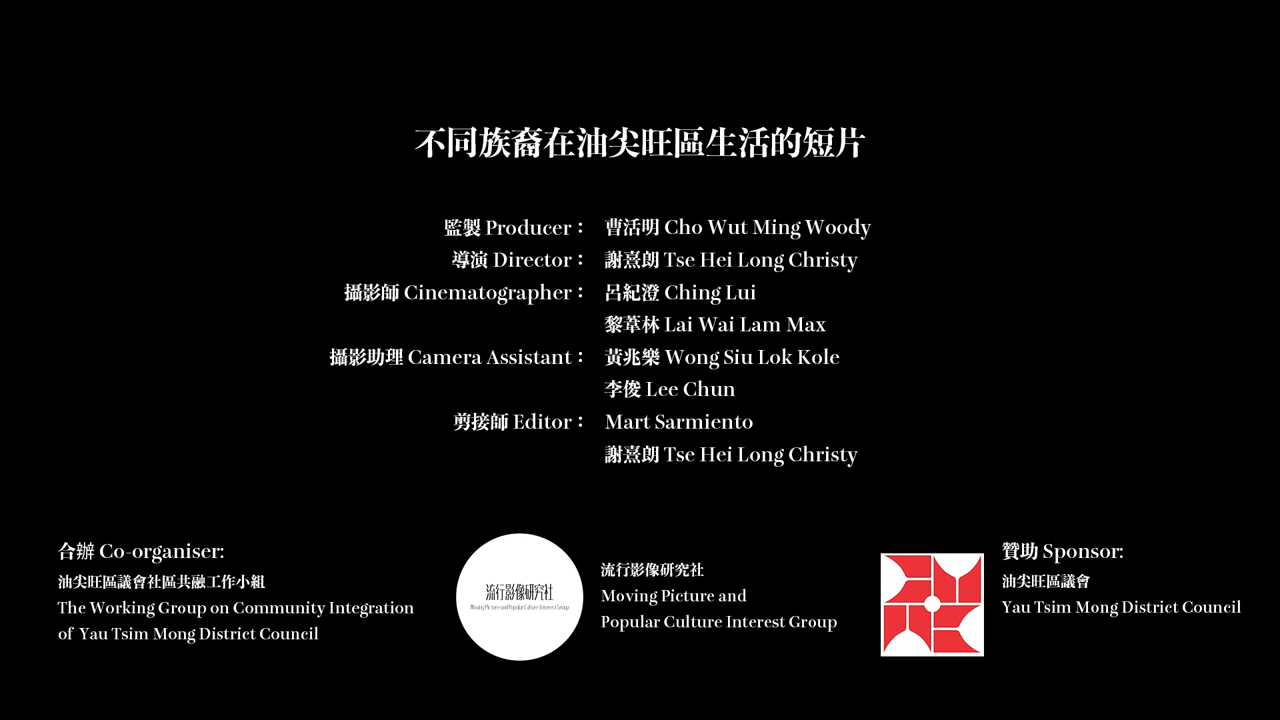 不同族裔在油尖旺區生活的短片
監製 Producer： 曹活明 Cho Wut Ming Woody
導演 Director： 謝熹朗 Tse Hei Long Christy
攝影師 Cinematographer： 呂紀澄 Ching Lui
黎葦林 Lai Wai Lam Max
攝影助理 Camera Assistant： 黃兆樂 Wong Siu Lok Kole
李俊 Lee Chun
剪接師 Editor： Mart Sarmiento
謝熹朗 Tse Hei Long Christy
合辦 Co-organiser:
油尖旺區議會社區共融工作小組
The Working Group on Community Integration
of Yau Tsim Mong District Council
流行影像研究社
Moving Picture and Popular Culture Interest Group
流行影像研究社
Moving Picture and
Popular Culture Interest Group
贊助 Sponsor:
油尖旺區議會
Yau Tsim Mong District Council